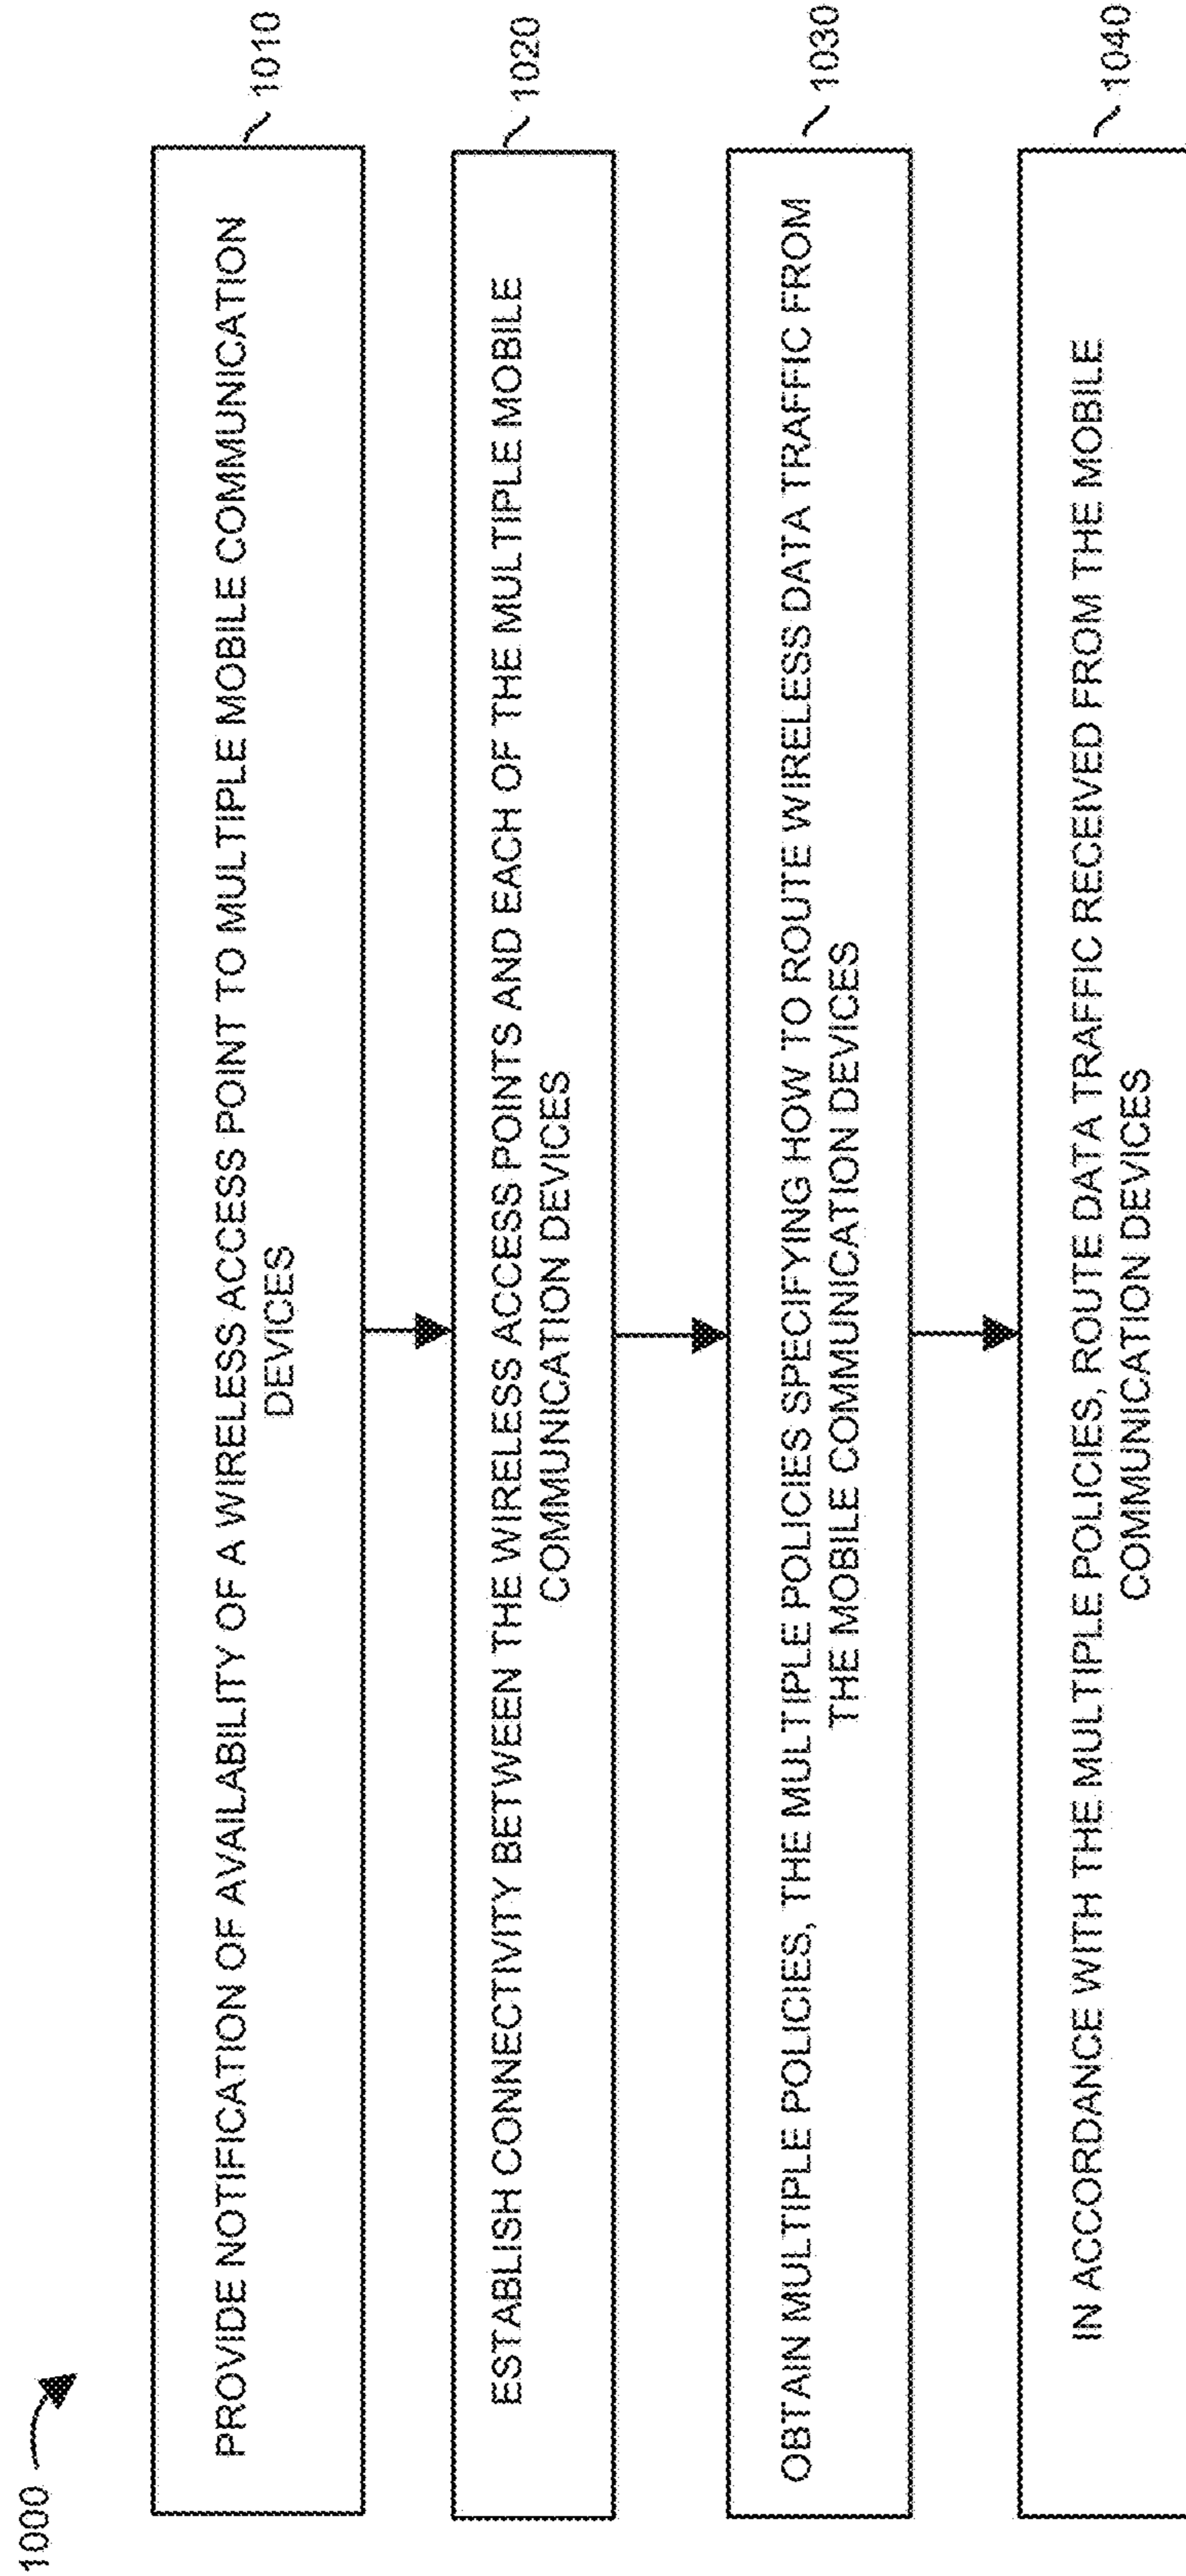 1000
PROVIDE NOTIFICATION OF AVAILABILITY OF A WIRELESS ACCESS POINT TO MULTIPLE MOBILE COMMUNICATION
DEVICES
1010
ESTABLISH CONNECTIVITY BETWEEN THE WIRELESS ACCESS POINTS AND EACH OF THE MULTIPLE MOBILE
COMMUNICATION DEVICES
1020
OBTAIN MULTIPLE POLICIES, THE MULTIPLE POLICIES SPECIFYING HOW TO ROUTE WIRELESS DATA TRAFFIC FROM
THE MOBILE COMMUNICATION DEVICES
1030
IN ACCORDANCE WITH THE MULTIPLE POLICIES, ROUTE DATA TRAFFIC RECEIVED FROM THE MOBILE
COMMUNICATION DEVICES
1040